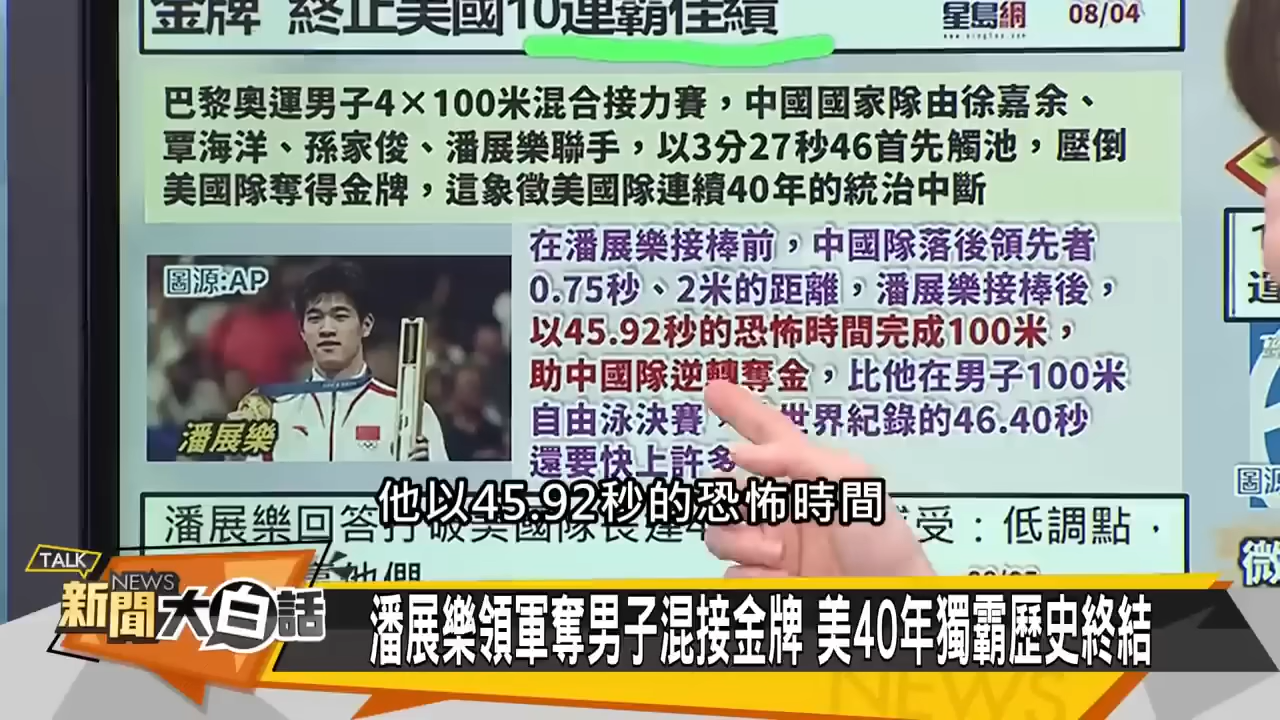 金牌 終止美國10連霸佳績
星島網
08/04
巴黎奧運男子4×100米混合接力賽，中國國家隊由徐嘉余、
覃海洋、孫家俊、潘展樂聯手，以3分27秒46首先觸池，壓倒
美國隊奪得金牌，這象徵美國隊連續40年的統治中斷
圖源:AP
潘展樂
在潘展樂接棒前，中國隊落後領先者
0.75秒、2米的距離，潘展樂接棒後，
以45.92秒的恐怖時間完成100米，
助中國隊逆轉奪金，比他在男子100米
自由泳決賽，世界紀錄的46.40秒
還要快上許多
他以45.92秒的恐怖時間
潘展樂回答打破美國隊長達4 感受：低調點，
他們
圖源
微
TALK
NEWS
新聞大白話
潘展樂領軍奪男子混接金牌 美40年獨霸歷史終結
NEWS